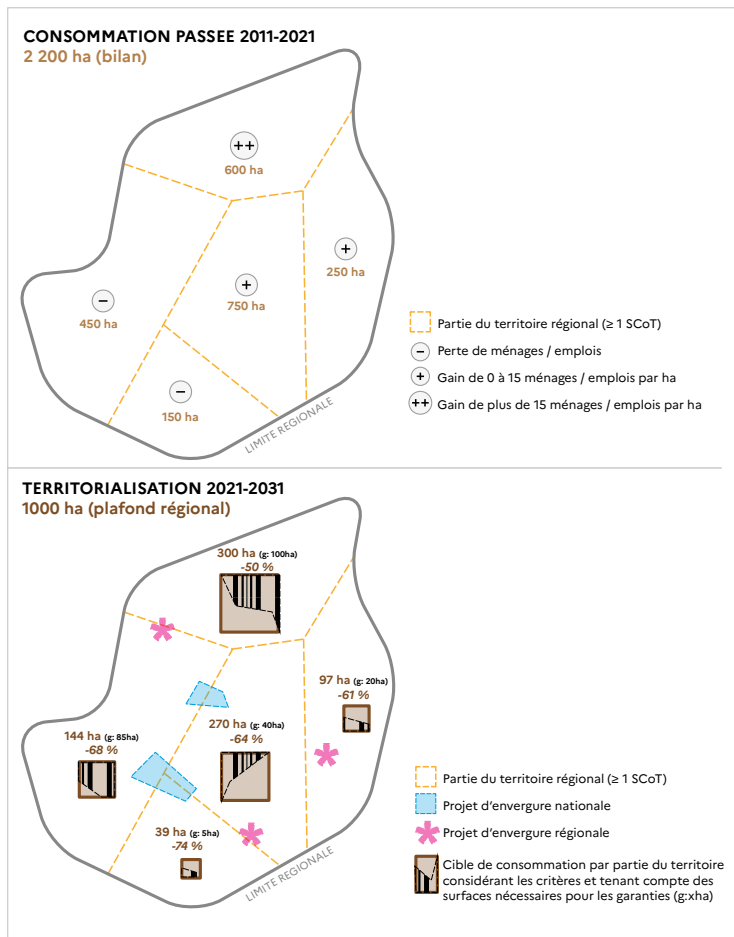 CONSOMMATION PASSEE 2011-2021
2 200 ha (bilan)
++
600 ha
+
250 ha
−
450 ha
+
750 ha
−
150 ha
LIMITE REGIONALE
Partie du territoire régional (≥ 1 SCoT)
− Perte de ménages / emplois
+ Gain de 0 à 15 ménages / emplois par ha
++ Gain de plus de 15 ménages / emplois par ha
TERRITORIALISATION 2021-2031
1000 ha (plafond régional)
300 ha (g: 100ha)
-50 %
97 ha (g: 20ha)
-61 %
144 ha (g: 85ha)
-68 %
270 ha (g: 40ha)
-64 %
39 ha (g: 5ha)
-74 %
LIMITE REGIONALE
Partie du territoire régional (≥ 1 SCoT)
Projet d'envergure nationale
Projet d'envergure régionale
Cible de consommation par partie du territoire
considérant les critères et tenant compte des
surfaces nécessaires pour les garanties (g:xha)